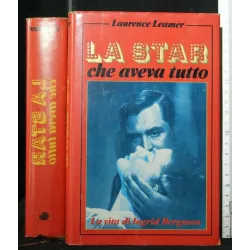 Laurence Leamer
LA STAR
che aveva tutto
La vita di Ingrid Bergman
LA STAR
che aveva tutto